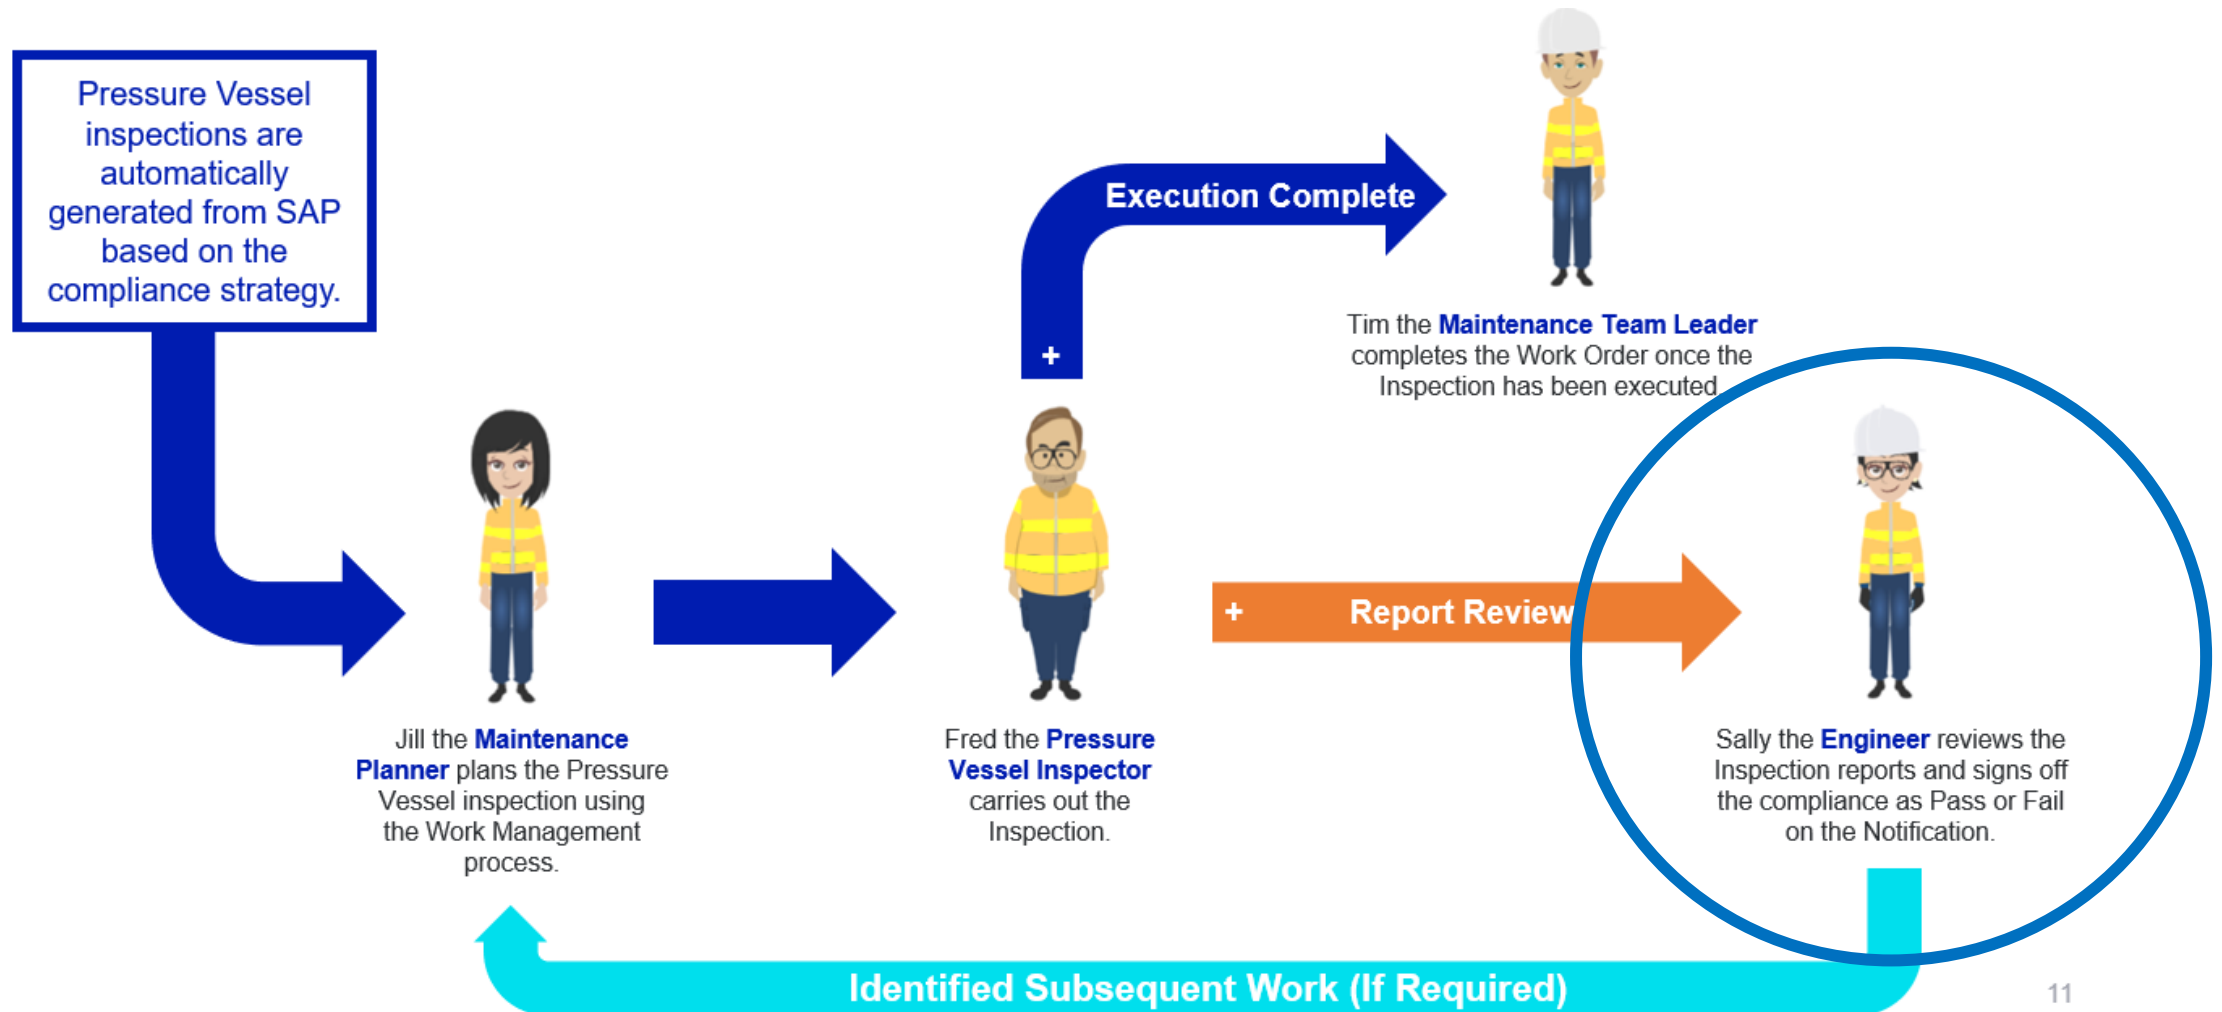 Pressure Vessel
inspections are
automatically
generated from SAP
based on the
compliance strategy.
Execution Complete
+
Tim the Maintenance Team Leader
completes the Work Order once the
Inspection has been executed.
+ Report Review
Jill the Maintenance
Planner plans the Pressure
Vessel inspection using
the Work Management
process.
Fred the Pressure
Vessel Inspector
carries out the
Inspection.
Sally the Engineer reviews the
Inspection reports and signs off
the compliance as Pass or Fail
on the Notification.
Identified Subsequent Work (If Required)
11